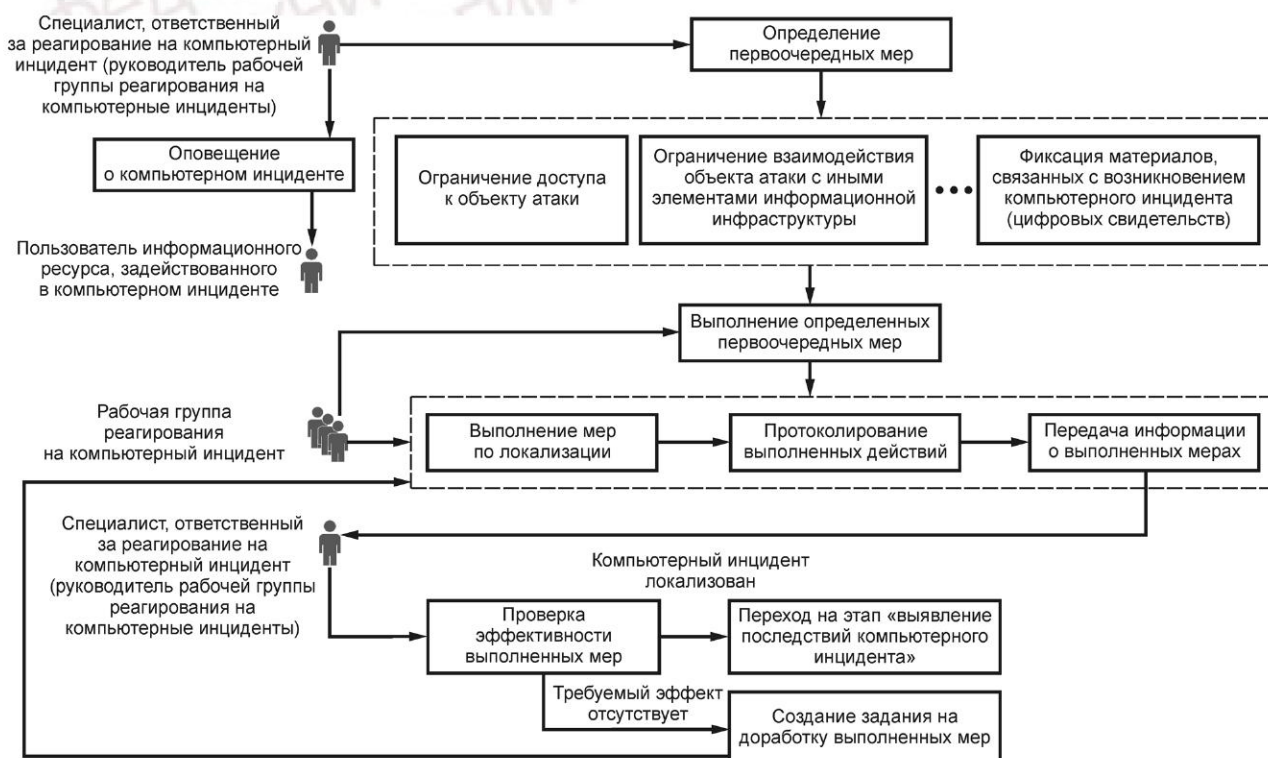 Специалист, ответственный
за реагирование на компьютерный
инцидент (руководитель рабочей
группы реагирования на
компьютерные инциденты)
Определение
первоочередных мер
Оповещение
о компьютерном инциденте
Ограничение доступа
к объекту атаки
Ограничение взаимодействия
объекта атаки с иными
элементами информационной
инфраструктуры
Фиксация материалов,
связанных с возникновением
компьютерного инцидента
(цифровых свидетельств)
Пользователь информационного
ресурса, задействованного
в компьютерном инциденте
Выполнение определенных
первоочередных мер
Рабочая группа
реагирования
на компьютерный инцидент
Выполнение мер
по локализации
Протоколирование
выполненных действий
Передача информации
о выполненных мерах
Специалист, ответственный
за реагирование на
компьютерный инцидент
(руководитель рабочей группы
реагирования на
компьютерные инциденты)
Компьютерный инцидент
локализован
Проверка
эффективности
выполненных мер
Переход на этап «выявление
последствий компьютерного
инцидента»
Требуемый эффект
отсутствует
Создание задания на
доработку выполненных мер